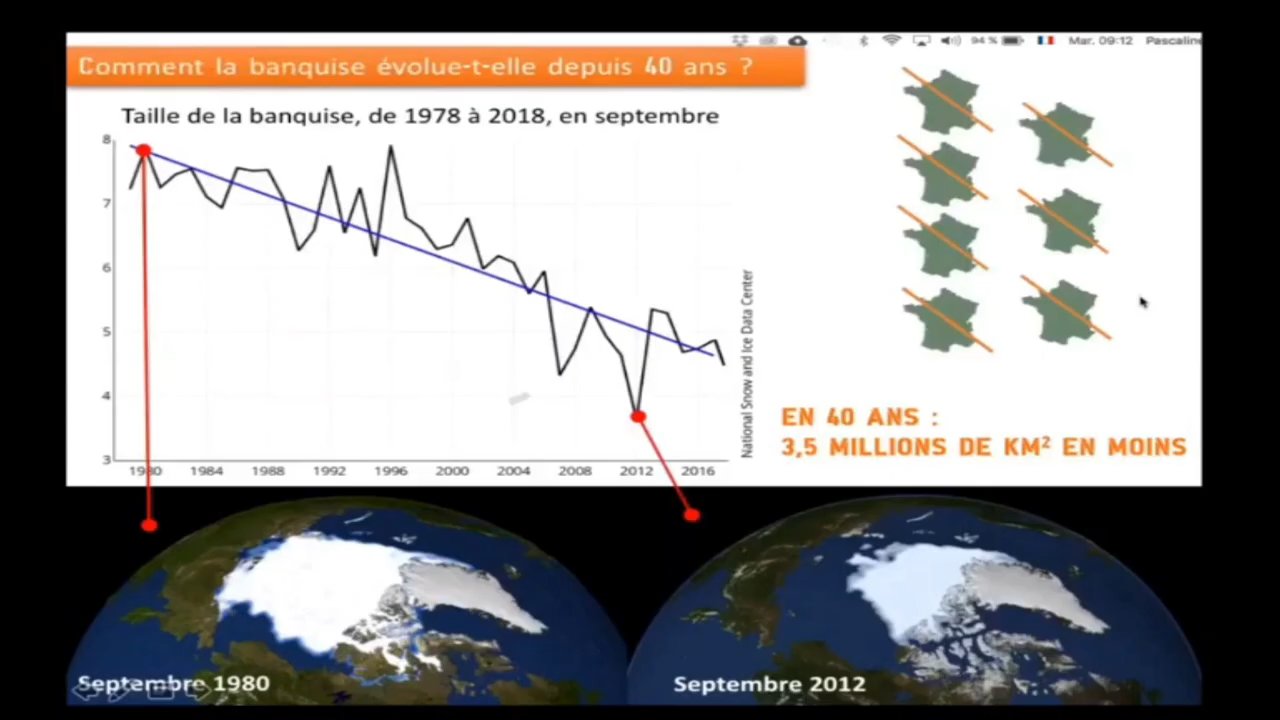 94 % Mar. 09:12 Pascaline
Comment la banquise évolue-t-elle depuis 40 ans ?
Taille de la banquise, de 1978 à 2018, en septembre
8
7
6
5
4
3
1980 1984 1988 1992 1996 2000 2004 2008 2012 2016
National Snow and Ice Data Center
EN 40 ANS :
3,5 MILLIONS DE KM² EN MOINS
Septembre 1980
Septembre 2012